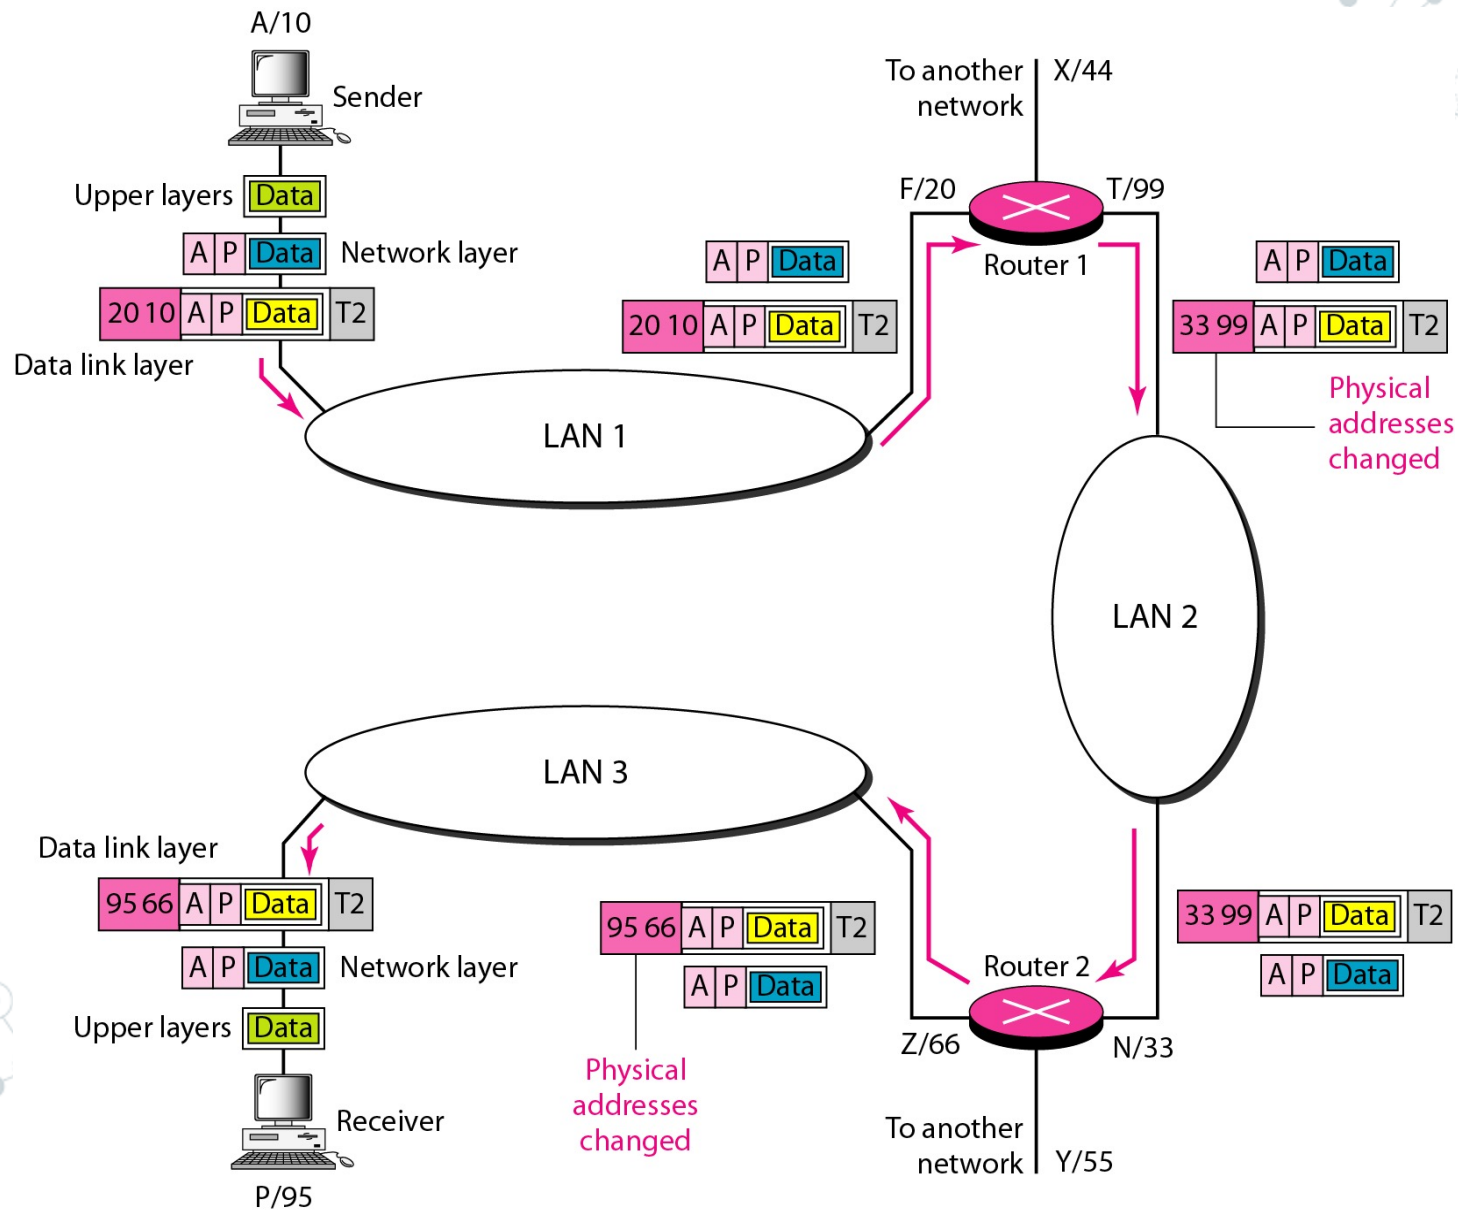 A/10
Sender
Upper layers Data
A P Data Network layer
20 10 A P Data T2
Data link layer
LAN 1
To another
network
X/44
F/20
T/99
Router 1
A P Data
20 10 A P Data T2
A P Data
33 99 A P Data T2
Physical
addresses
changed
LAN 2
33 99 A P Data T2
A P Data
Router 2
Z/66
N/33
To another
network
Y/55
95 66 A P Data T2
A P Data
Physical
addresses
changed
LAN 3
Data link layer
95 66 A P Data T2
A P Data Network layer
Upper layers Data
Receiver
P/95